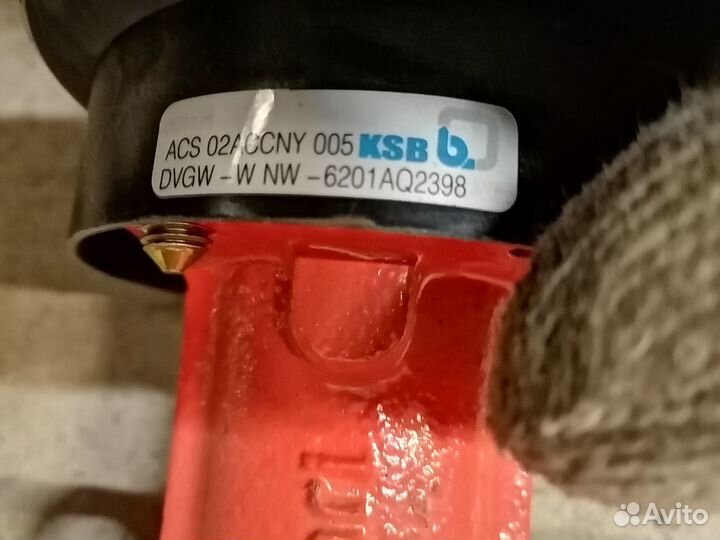 ACS 02ACCNY 005 KSB b.
DVGW - W NW - 6201AQ2398
Avito